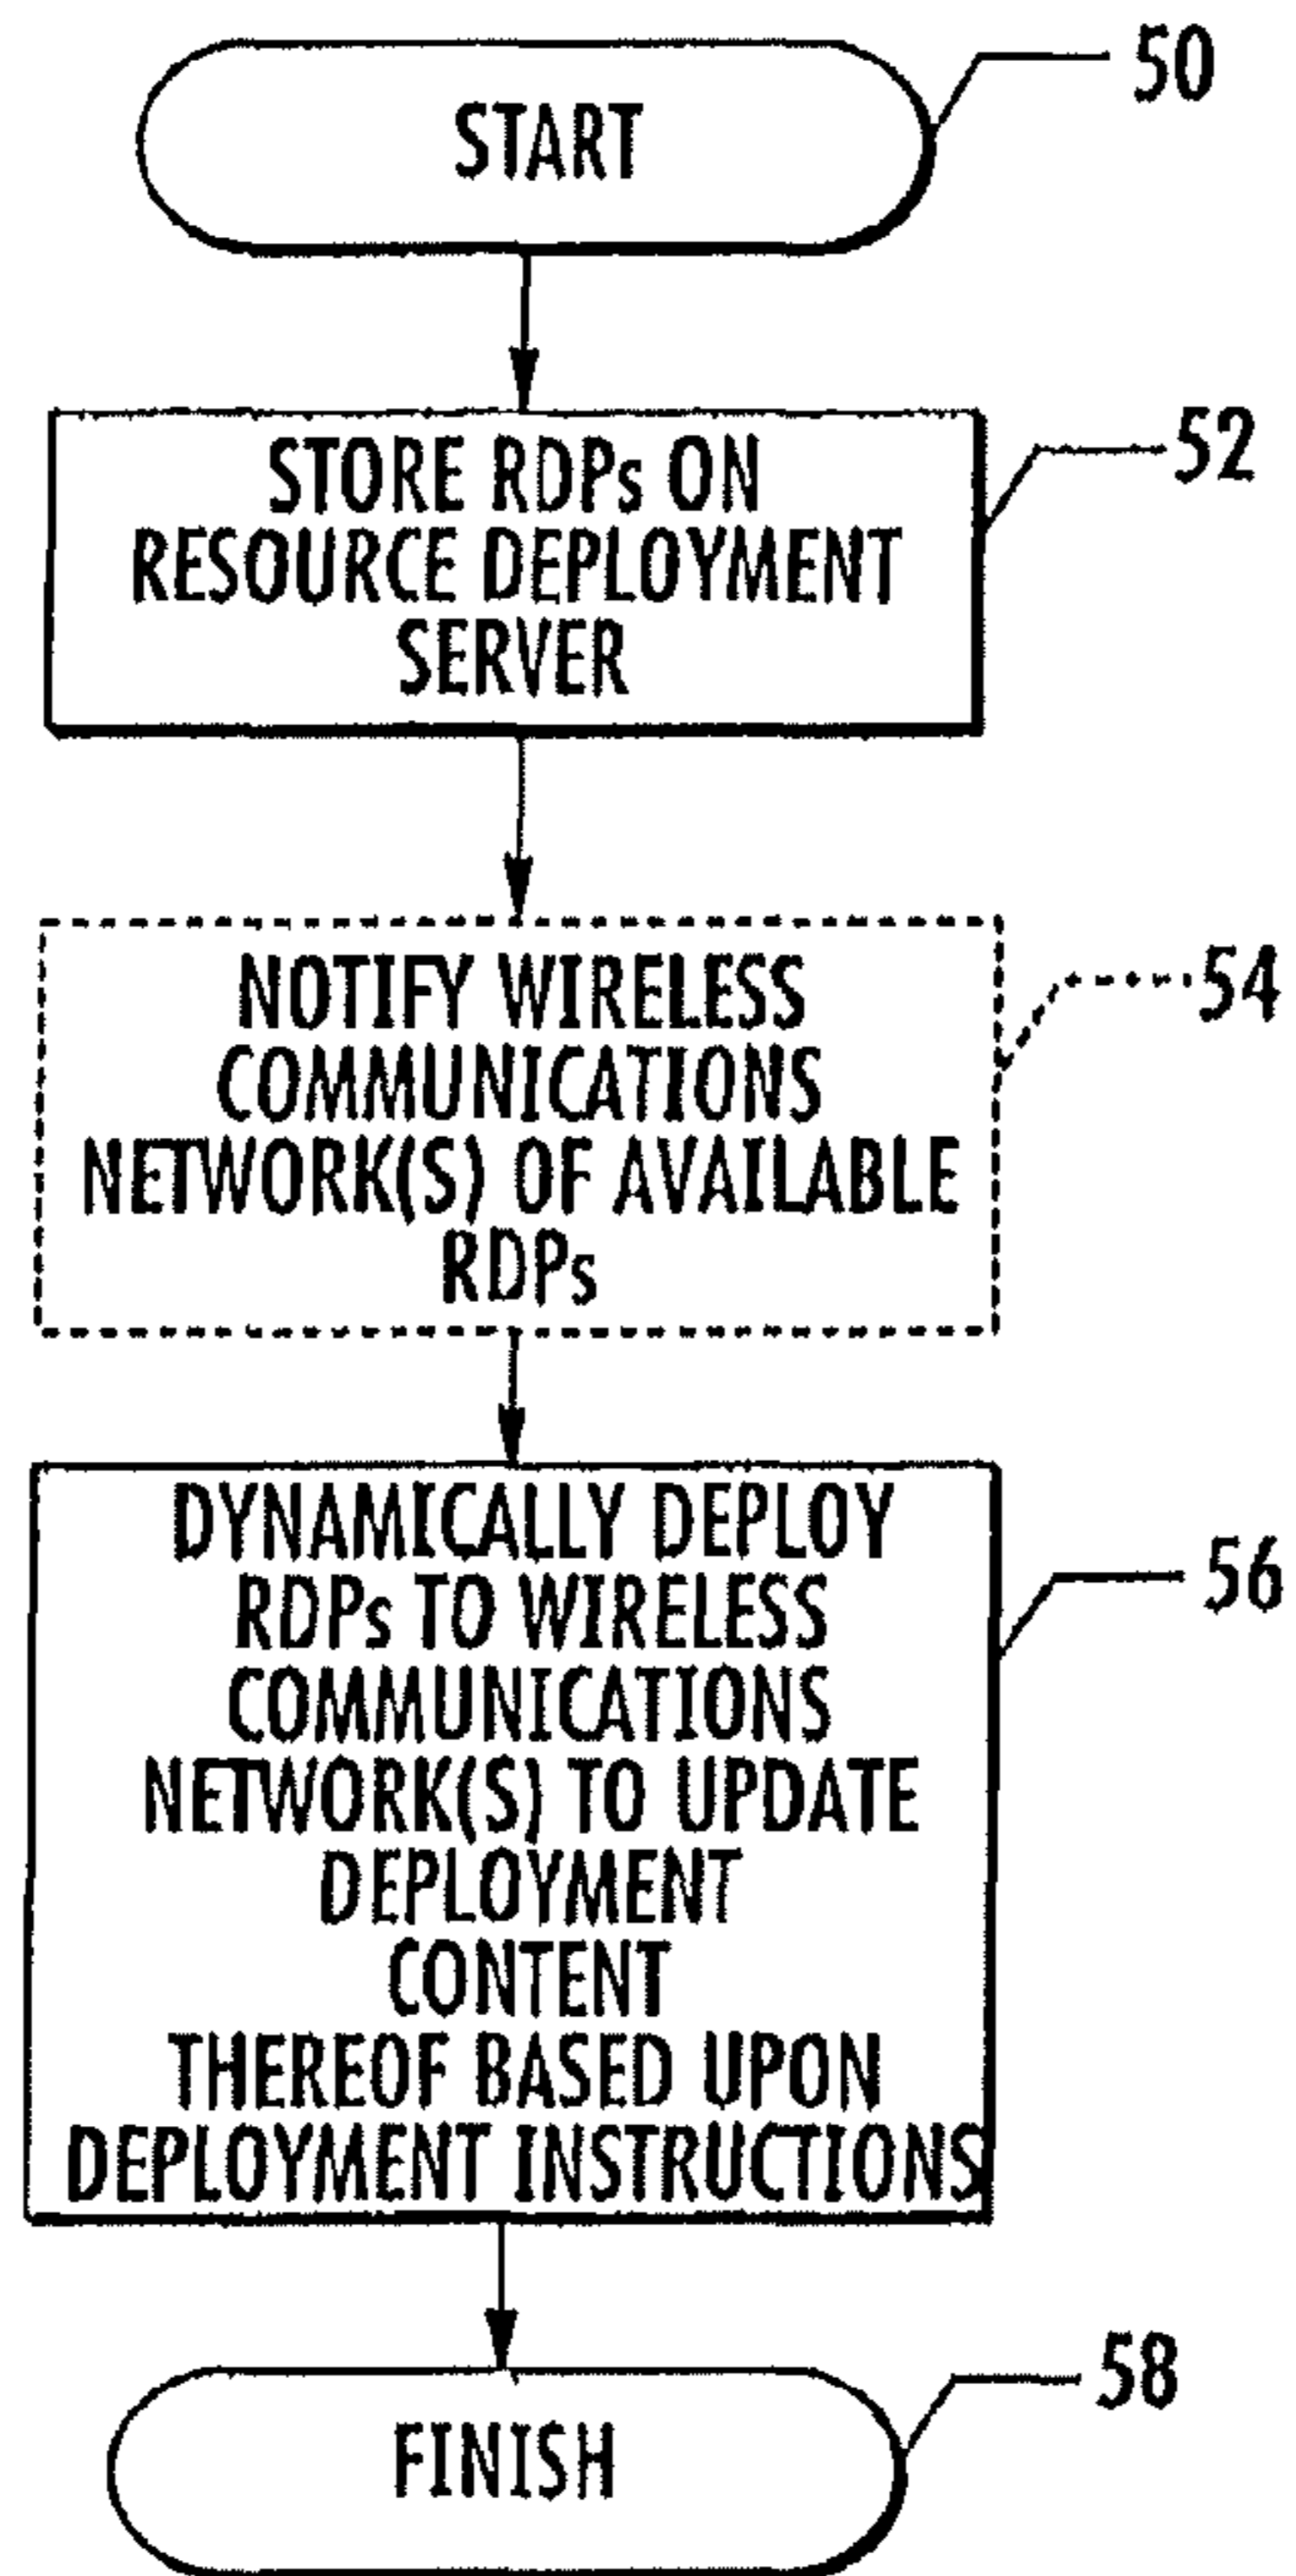 START
50
STORE RDPs ON
RESOURCE DEPLOYMENT
SERVER
52
NOTIFY WIRELESS
COMMUNICATIONS
NETWORK(S) OF AVAILABLE
RDPs
54
DYNAMICALLY DEPLOY
RDPs TO WIRELESS
COMMUNICATIONS
NETWORK(S) TO UPDATE
DEPLOYMENT
CONTENT
THEREOF BASED UPON
DEPLOYMENT INSTRUCTIONS
56
FINISH
58